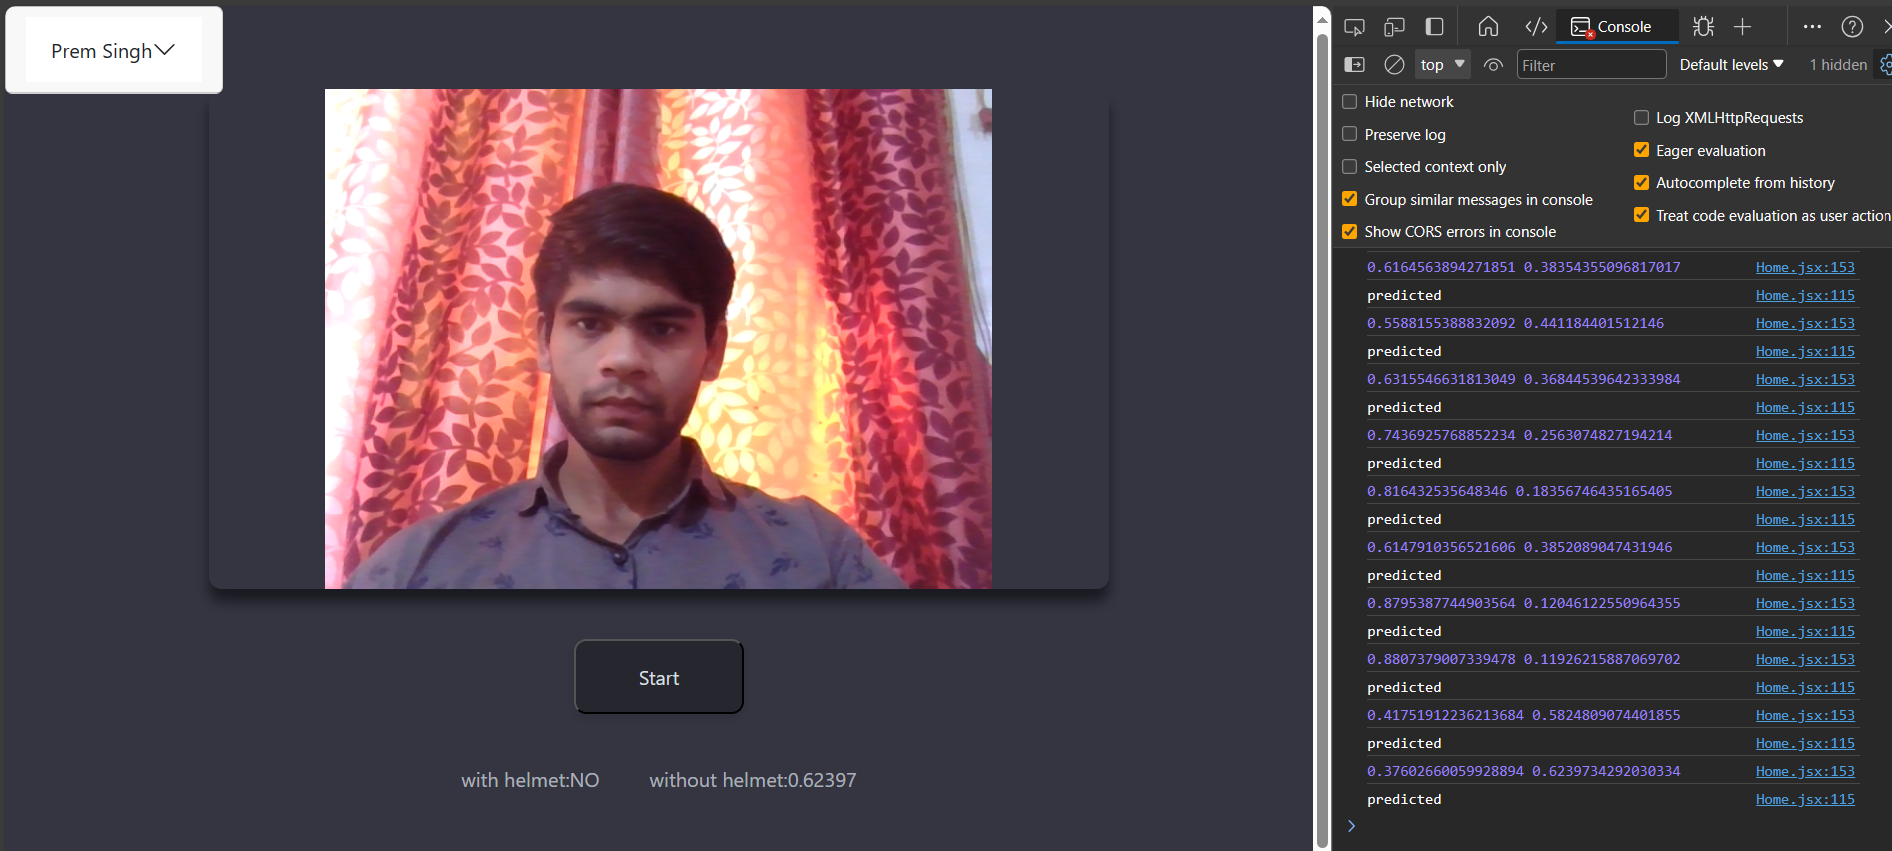 Prem Singh
Start
with helmet:NO without helmet:0.62397
Console
top Filter Default levels 1 hidden
Hide network
Preserve log
Selected context only
Group similar messages in console
Show CORS errors in console
Log XMLHttpRequests
Eager evaluation
Autocomplete from history
Treat code evaluation as user action
0.6164563894271851 0.38354355096817017 Home.jsx:153
predicted Home.jsx:115
0.5588155388832092 0.441184401512146 Home.jsx:153
predicted Home.jsx:115
0.6315546631813049 0.36844539642333984 Home.jsx:153
predicted Home.jsx:115
0.7436925768852234 0.2563074827194214 Home.jsx:153
predicted Home.jsx:115
0.816432535648346 0.18356746435165405 Home.jsx:153
predicted Home.jsx:115
0.6147910356521606 0.3852089047431946 Home.jsx:153
predicted Home.jsx:115
0.8795387744903564 0.12046122550964355 Home.jsx:153
predicted Home.jsx:115
0.8807379007339478 0.11926215887069702 Home.jsx:153
predicted Home.jsx:115
0.41751912236213684 0.5824809074401855 Home.jsx:153
predicted Home.jsx:115
0.37602660059928894 0.6239734292030334 Home.jsx:153
predicted Home.jsx:115